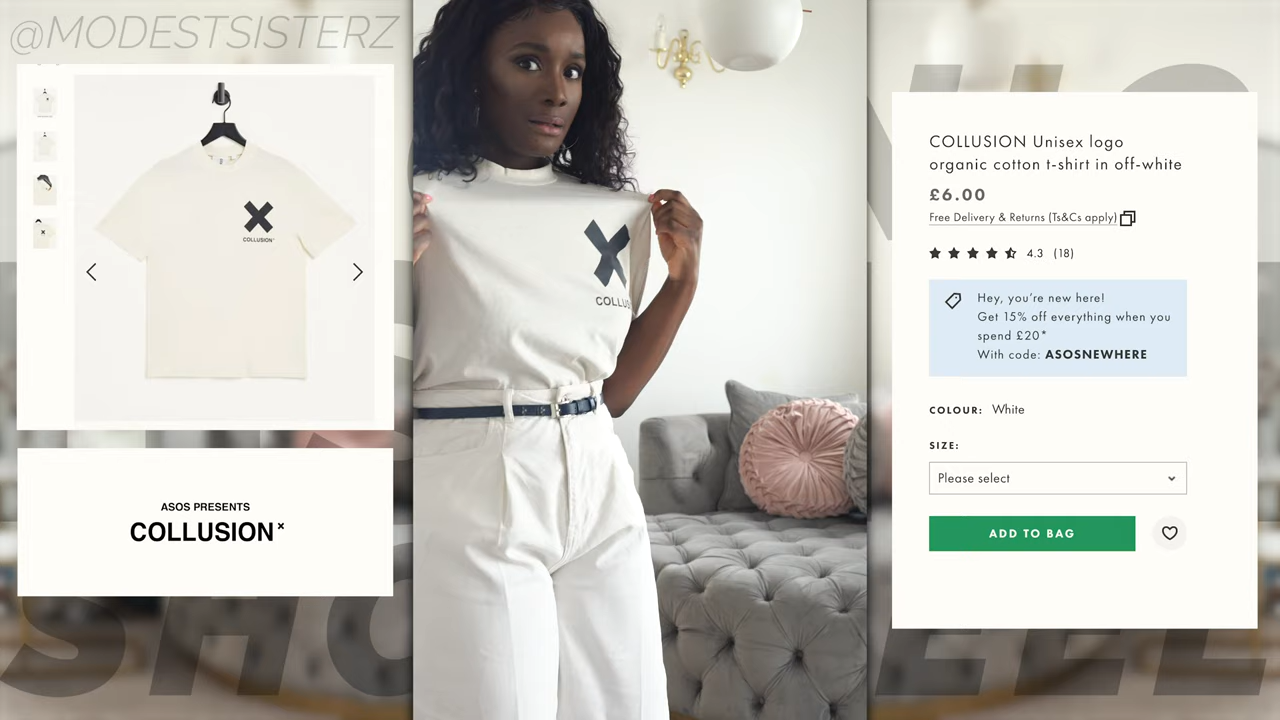 @MODESTSISTERZ
COLLUSION
ASOS PRESENTS
COLLUSION×
COLLUS
COLLUSION Unisex logo
organic cotton t-shirt in off-white
£6.00
Free Delivery & Returns (Ts&Cs apply)
4.3 (18)
Hey, you're new here!
Get 15% off everything when you
spend £20*
With code: ASOSNEWHERE
COLOUR: White
SIZE:
Please select
ADD TO BAG